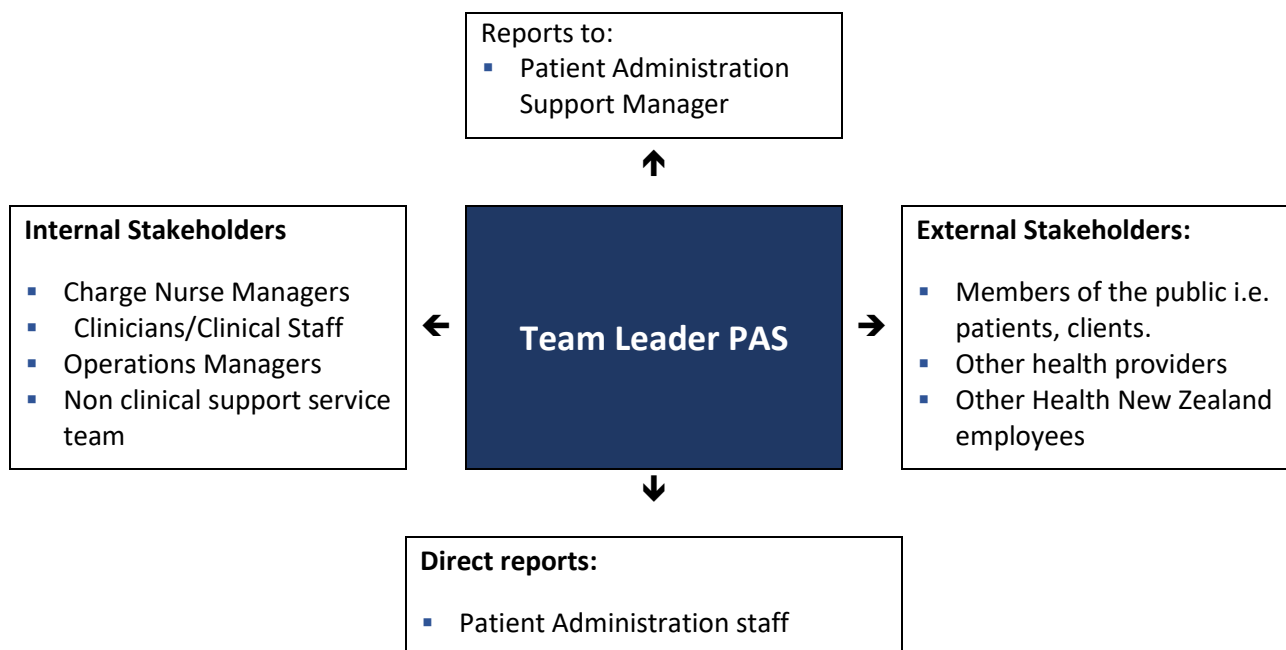 Reports to:
▪ Patient Administration
Support Manager
Internal Stakeholders
▪ Charge Nurse Managers
▪ Clinicians/Clinical Staff
▪ Operations Managers
▪ Non clinical support service
team
Team Leader PAS
External Stakeholders:
▪ Members of the public i.e.
patients, clients.
▪ Other health providers
▪ Other Health New Zealand
employees
Direct reports:
▪ Patient Administration staff